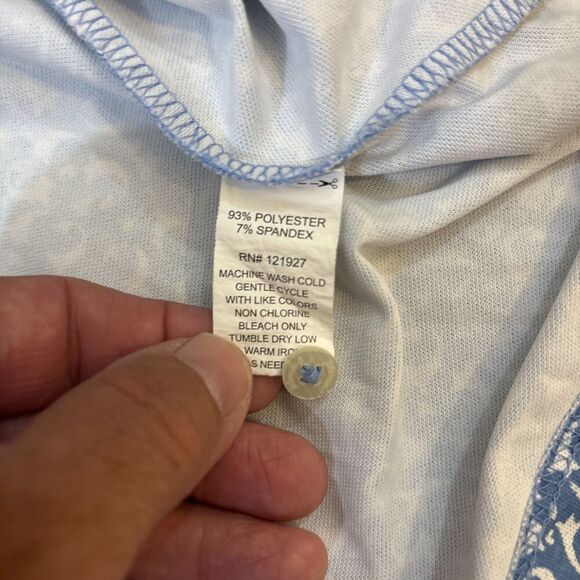 93% POLYESTER
7% SPANDEX
RN# 121927
MACHINE WASH COLD
GENTLE CYCLE
WITH LIKE COLORS
NON CHLORINE
BLEACH ONLY
TUMBLE DRY LOW
WARM